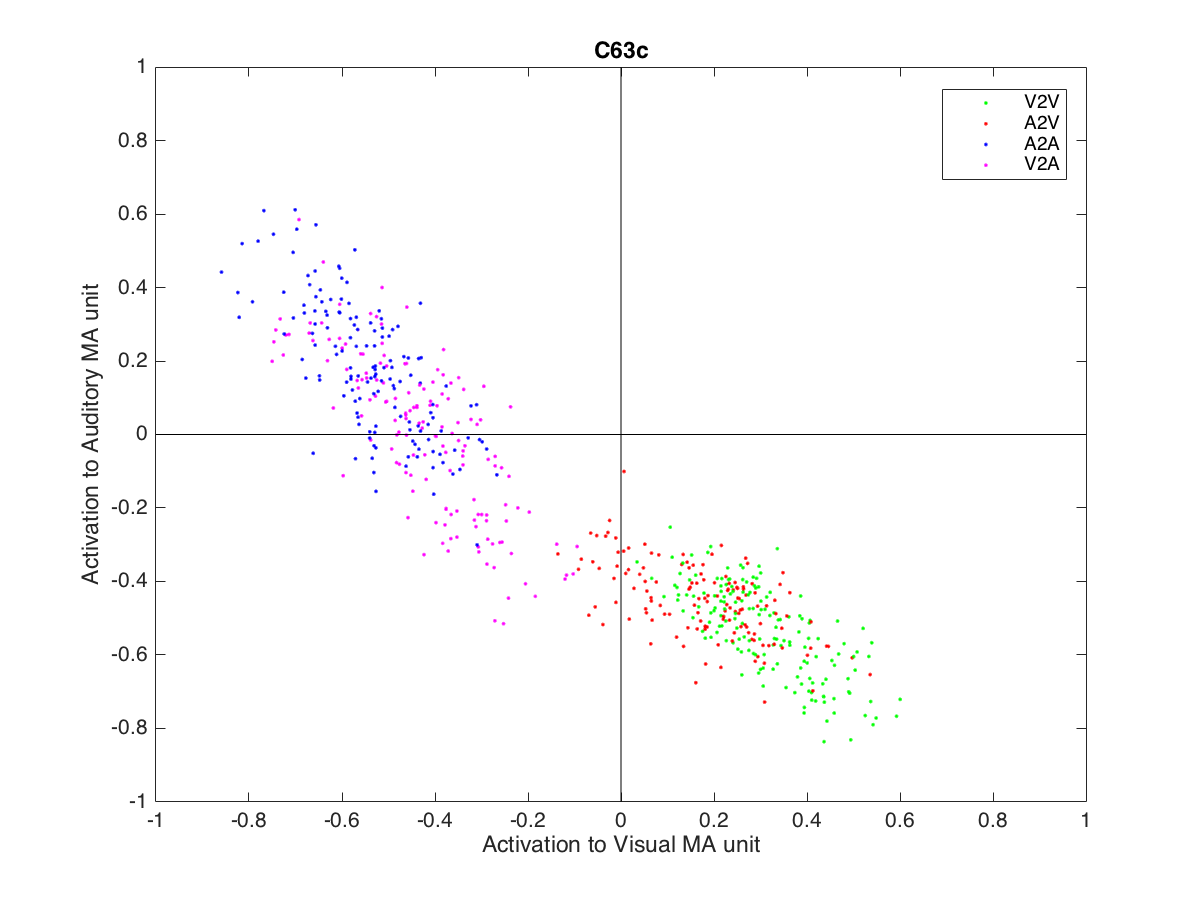 C63c
1
0.8
0.6
0.4
0.2
0
-0.2
-0.4
-0.6
-0.8
-1
Activation to Auditory MA unit
V2V
A2V
A2A
V2A
-1 -0.8 -0.6 -0.4 -0.2 0 0.2 0.4 0.6 0.8 1
Activation to Visual MA unit